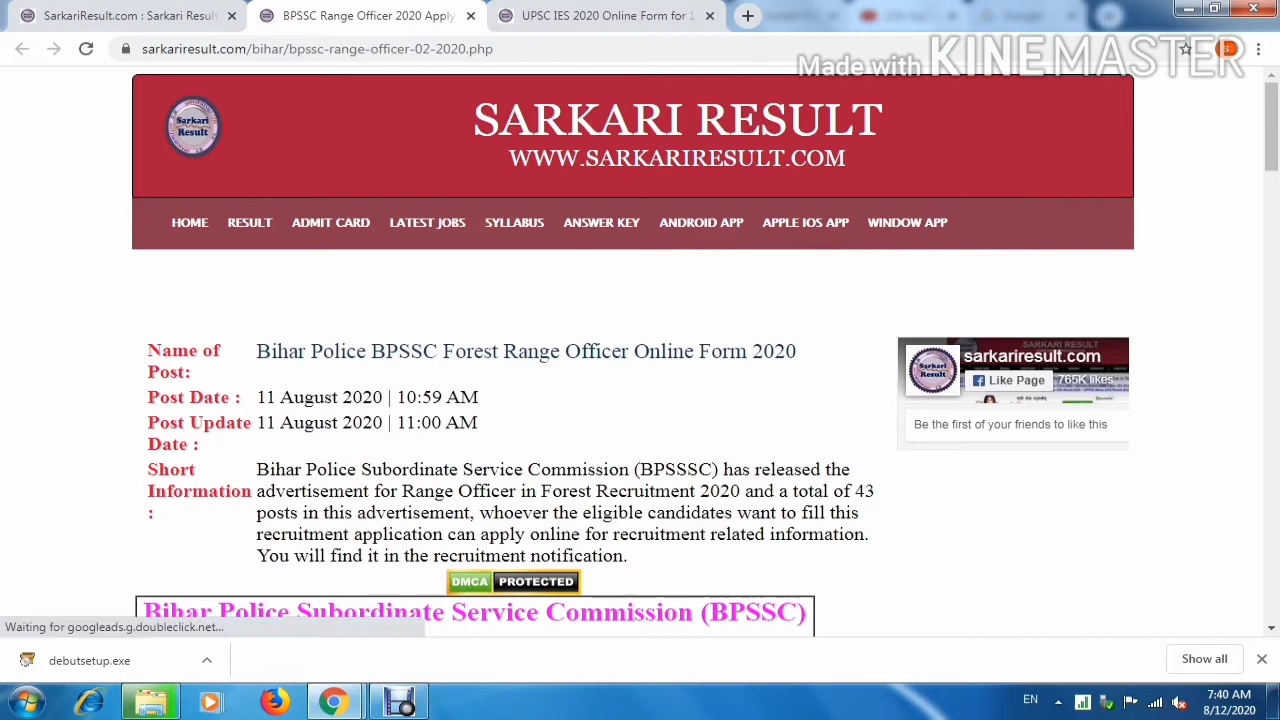 SarkariResult.com : Sarkari Resul
BPSSC Range Officer 2020 Apply
UPSC CDS
2020 Online Form for 1
sarkariresult.com/bihar/bpssc-range-officer-02-2020.php
Made with KINEMASTER
Sarkari
Result
SARKARI RESULT
WWW.SARKARIRESULT.COM
HOME RESULT ADMIT CARD LATEST JOBS SYLLABUS ANSWER KEY ANDROID APP APPLE IOS APP WINDOW APP
Name of Post: Bihar Police BPSSC Forest Range Officer Online Form 2020
Post Date : 11 August 2020 | 10:59 AM
Post Update Date : 11 August 2020 | 11:00 AM
Short Information : Bihar Police Subordinate Service Commission (BPSSSC) has released the
advertisement for Range Officer in Forest Recruitment 2020 and a total of 43
posts in this advertisement, whoever the eligible candidates want to fill this
recruitment application can apply online for recruitment related information.
You will find it in the recruitment notification.
DMCA PROTECTED
Bihar Police Subordinate Service Commission (BPSSC)
Sarkari
Result
sarkariresult.com
Like Page
765K likes
Be the first of your friends to like this
Waiting for googleads.g.doubleclick.net...
debutsetup.exe
Show all
EN
7:40 AM
8/12/2020